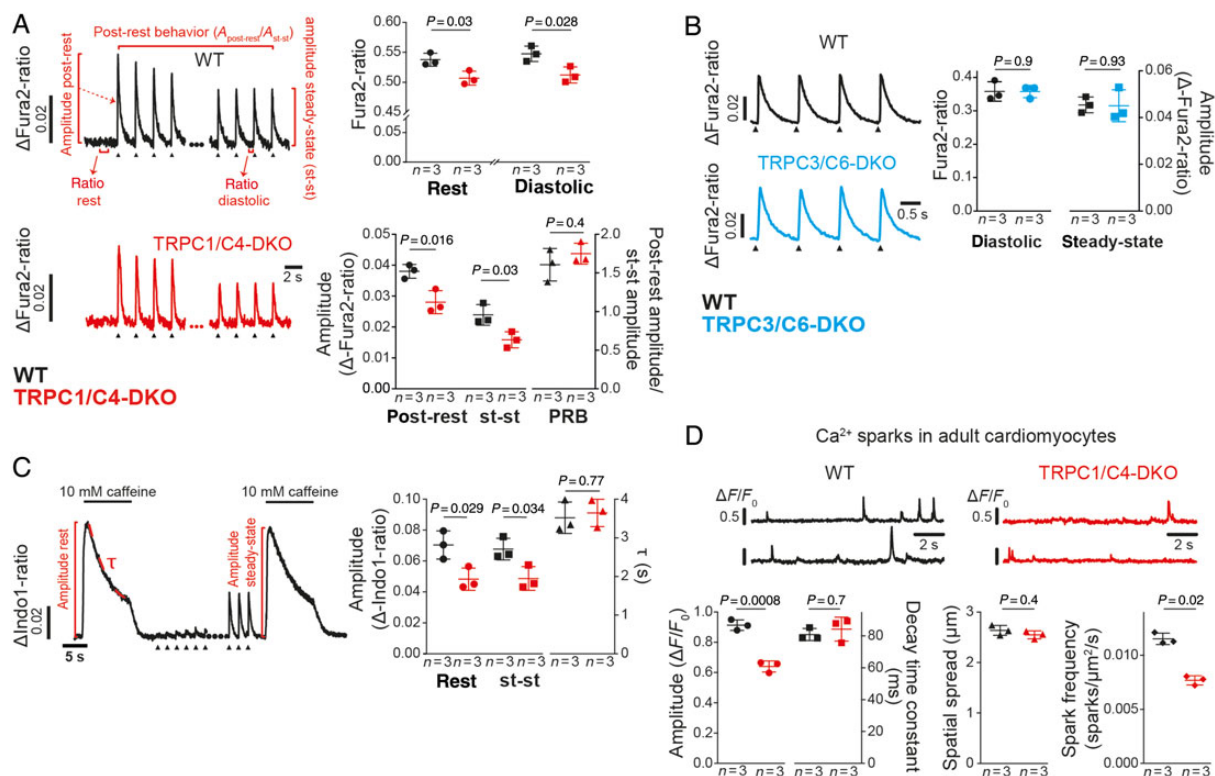 A
Post-rest behavior (Apost-rest/Ast-st)
WT
ΔFura2-ratio
0.02
Amplitude post-rest
amplitude steady-state (st-st)
Ratio
rest
Ratio
diastolic
TRPC1/C4-DKO
ΔFura2-ratio
0.02
2 s
WT
TRPC1/C4-DKO
P = 0.03
P = 0.028
Fura2-ratio
0.60
0.55
0.50
0.45
0.05
0.00
n = 3 n = 3 n = 3 n = 3
Rest Diastolic
P = 0.016
P = 0.03
P = 0.4
Amplitude
(Δ-Fura2-ratio)
0.05
0.04
0.03
0.02
0.01
0.00
2.0
1.5
1.0
0.5
0.0
Post-rest amplitude/
st-st amplitude
n = 3 n = 3 n = 3 n = 3 n = 3 n = 3
Post-rest st-st PRB
B
WT
ΔFura2-ratio
0.02
TRPC3/C6-DKO
ΔFura2-ratio
0.02
0.5 s
WT
TRPC3/C6-DKO
P = 0.9
P = 0.93
Fura2-ratio
0.4
0.3
0.2
0.1
0.0
0.06
0.04
0.02
0.00
Amplitude
(Δ-Fura2-ratio)
n = 3 n = 3 n = 3 n = 3
Diastolic Steady-state
C
10 mM caffeine
10 mM caffeine
Amplitude rest
τ
Amplitude
steady-state
ΔIndo1-ratio
0.02
5 s
P = 0.029
P = 0.034
P = 0.77
Amplitude
(Δ-Indo1-ratio)
0.10
0.08
0.06
0.04
0.02
0.00
4
3
2
1
0
τ (s)
n = 3 n = 3 n = 3 n = 3 n = 3 n = 3
Rest st-st
D
Ca²⁺ sparks in adult cardiomyocytes
WT
TRPC1/C4-DKO
ΔF/F₀
0.5
2 s
ΔF/F₀
0.5
2 s
P = 0.0008
P = 0.7
Amplitude (ΔF/F₀)
1.0
0.8
0.6
0.4
0.2
0.0
80
60
40
20
0
Decay time constant
(ms)
n = 3 n = 3 n = 3 n = 3
P = 0.4
Spatial spread (μm)
3
2
1
0
n = 3 n = 3
P = 0.02
Spark frequency
(sparks/μm²/s)
0.010
0.005
0.000
n = 3 n = 3